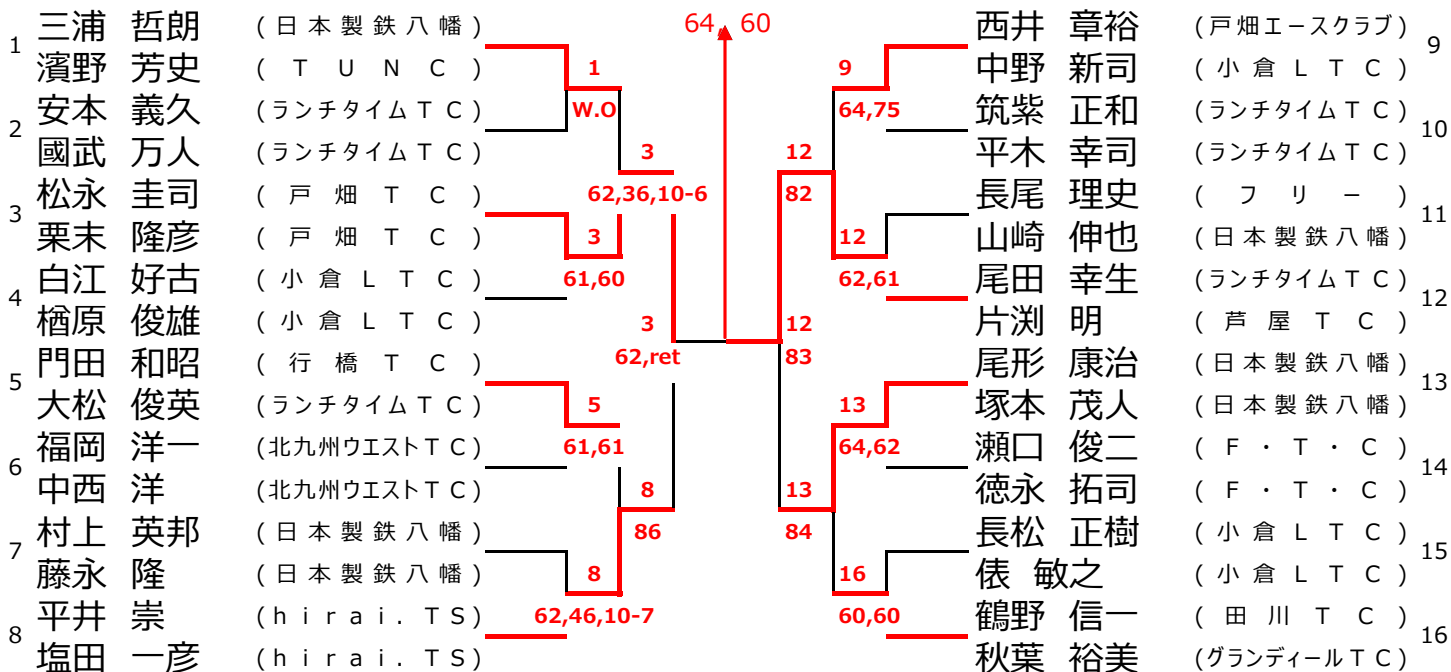 64, 60
1 三浦 哲朗 (日本製鉄八幡)
濱野 芳史 (TUNC)
2 安本 義久 (ランチタイムTC)
國武 万人 (ランチタイムTC)
3 松永 圭司 (戸畑TC)
栗末 隆彦 (戸畑TC)
4 白江 好古 (小倉LTC)
楢原 俊雄 (小倉LTC)
5 門田 和昭 (行橋TC)
大松 俊英 (ランチタイムTC)
6 福岡 洋一 (北九州ウエストTC)
中西 洋 (北九州ウエストTC)
7 村上 英邦 (日本製鉄八幡)
藤永 隆 (日本製鉄八幡)
8 平井 崇 (hirai.TS)
塩田 一彦 (hirai.TS)
1
W.O
3
61,60
5
61,61
8
62,46,10-7
3
62,36,10-6
8
86
3
62,ret
12
83
12
82
13
84
9
64,75
12
62,61
13
64,62
16
60,60
西井 章裕 (戸畑エースクラブ) 9
中野 新司 (小倉LTC)
筑紫 正和 (ランチタイムTC) 10
平木 幸司 (ランチタイムTC)
長尾 理史 (フリー) 11
山崎 伸也 (日本製鉄八幡)
尾田 幸生 (ランチタイムTC) 12
片渕 明 (芦屋TC)
尾形 康治 (日本製鉄八幡) 13
塚本 茂人 (日本製鉄八幡)
瀬口 俊二 (F・T・C) 14
徳永 拓司 (F・T・C)
長松 正樹 (小倉LTC) 15
俵 敏之 (小倉LTC)
鶴野 信一 (田川TC) 16
秋葉 裕美 (グランディールTC)